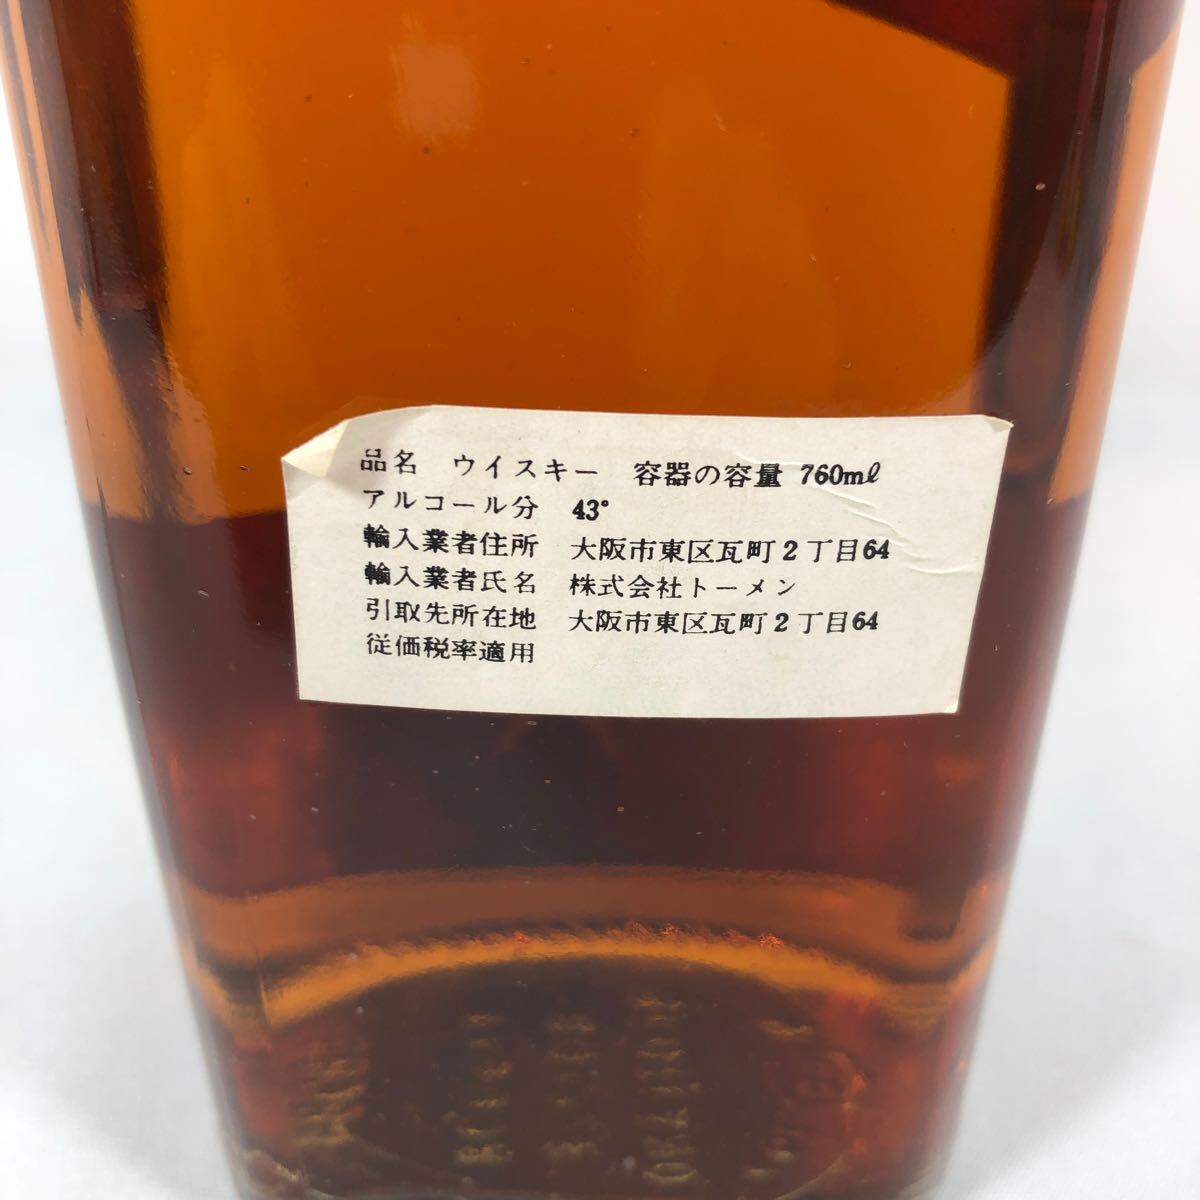 品名 ウイスキー 容器の容量 760mℓ
アルコール分 43°
輸入業者住所 大阪市東区瓦町2丁目64
輸入業者氏名 株式会社トーメン
引取先所在地 大阪市東区瓦町2丁目64
従価税率適用